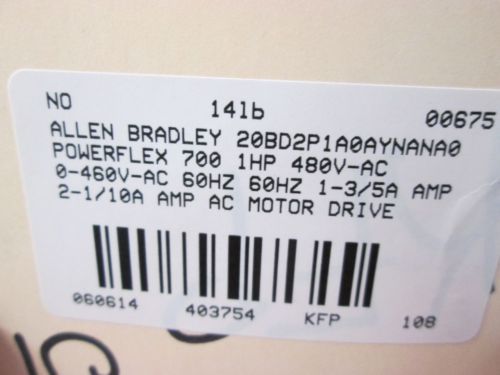 NO 14lb 00675
ALLEN BRADLEY 20BD2P1A0AYNANA0
POWERFLEX 700 1HP 480V-AC
0-460V-AC 60HZ 60HZ 1-3/5A AMP
2-1/10A AMP AC MOTOR DRIVE
060614 403754 KFP 108